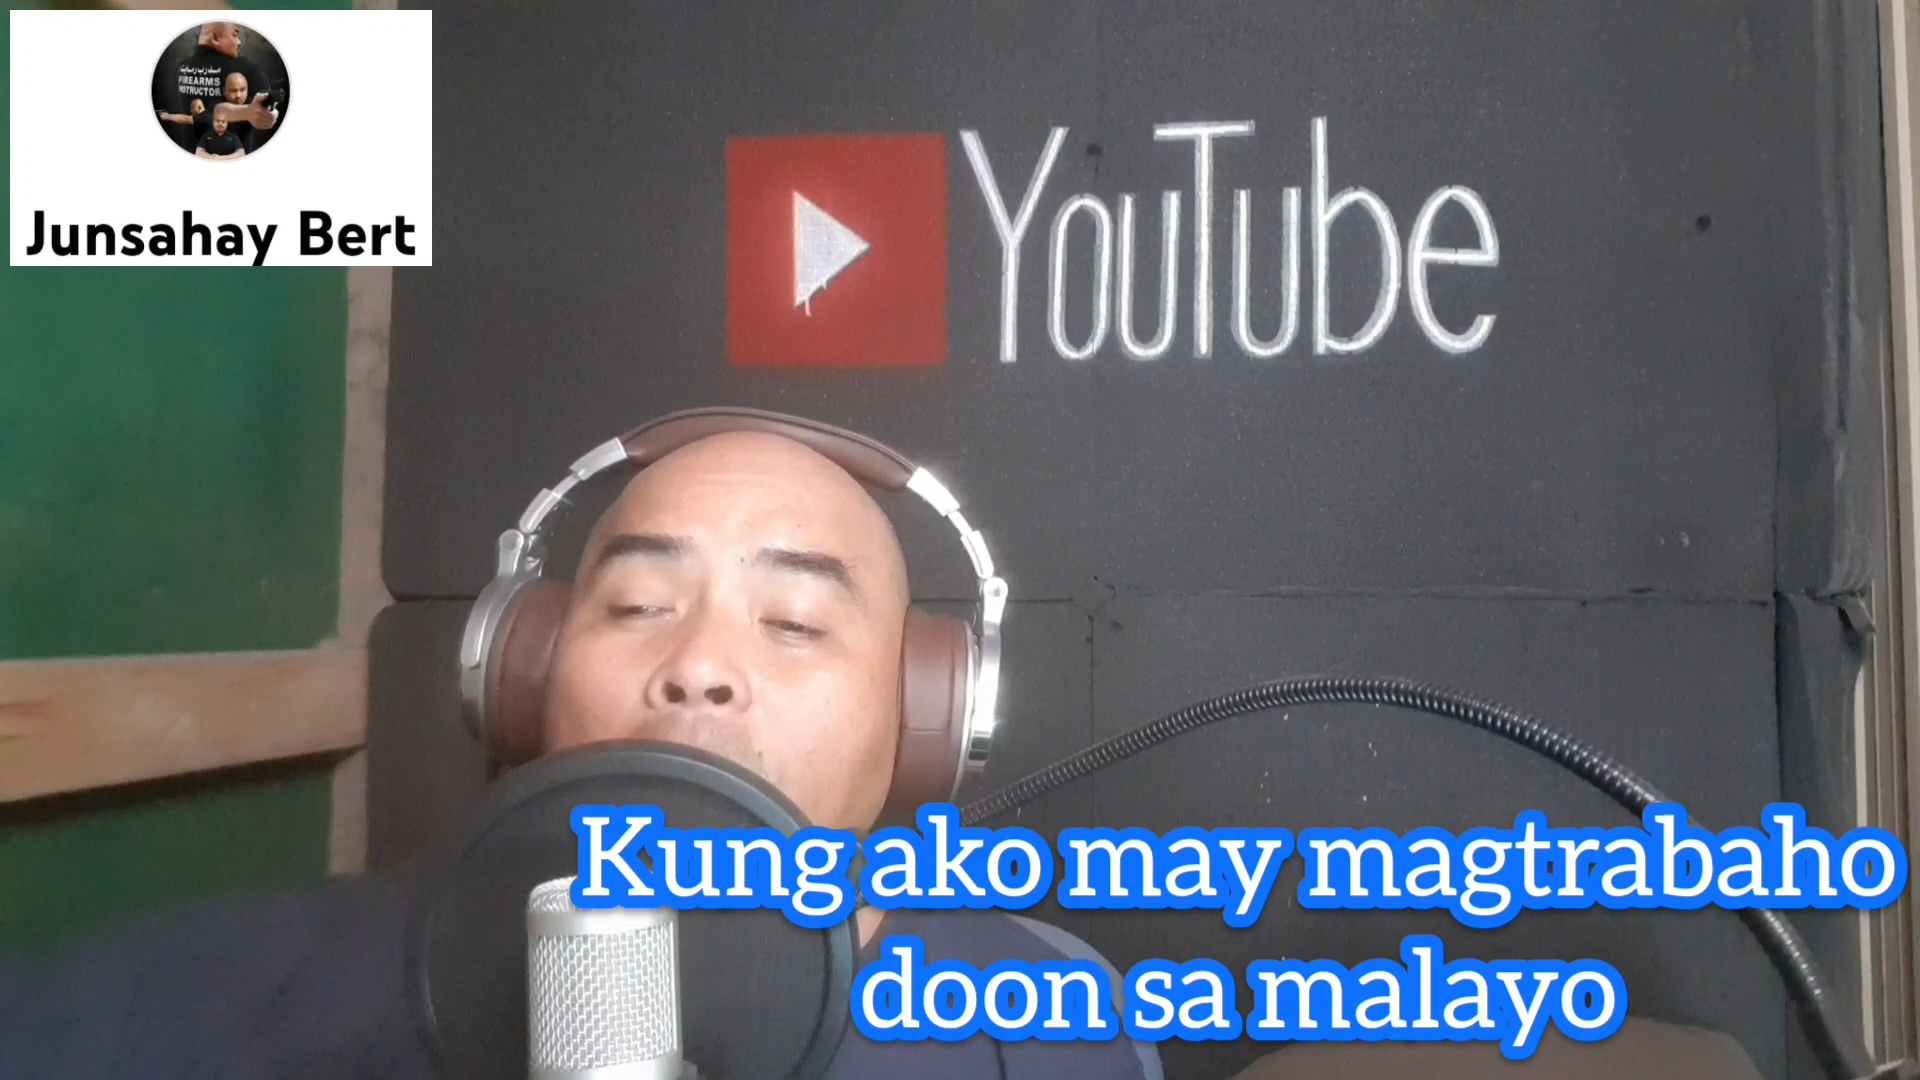 FIREARMS
INSTRUCTOR
Junsahay Bert
YouTube
Kung ako may magtrabaho
doon sa malayo